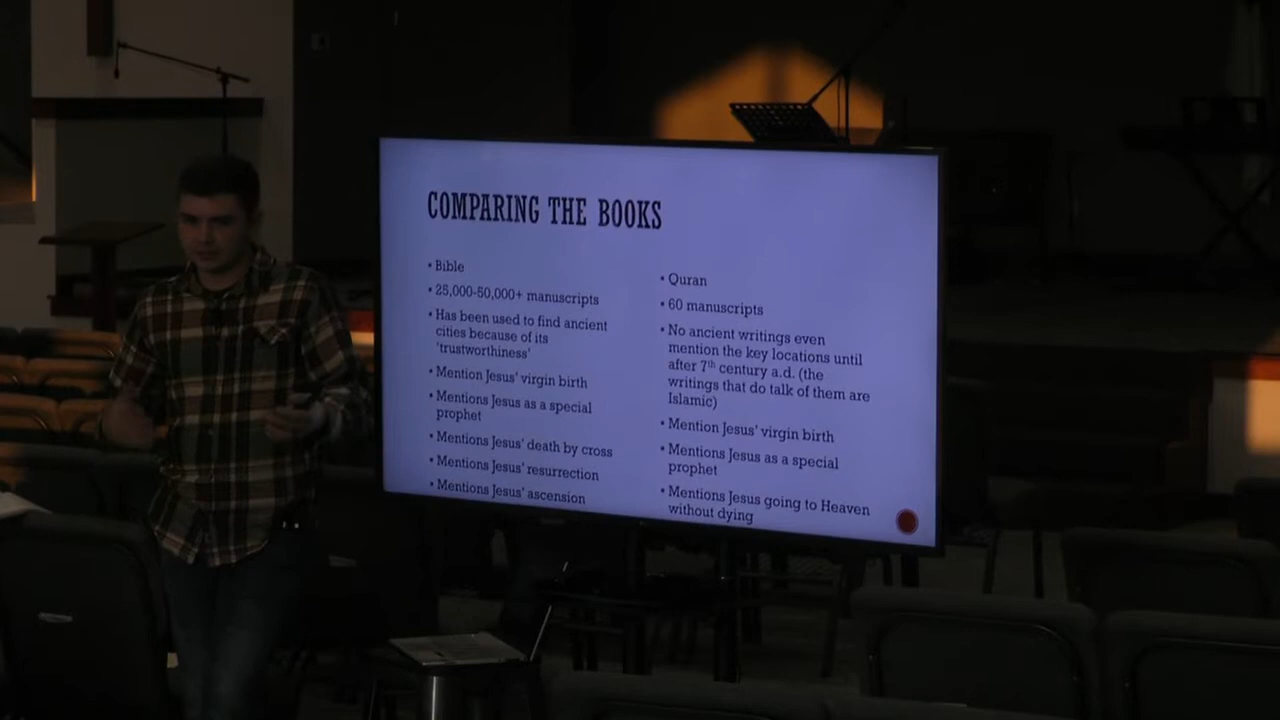 COMPARING THE BOOKS
▪ Bible
▪ 25,000-50,000+ manuscripts
▪ Has been used to find ancient
cities because of its
'trustworthiness'
▪ Mention Jesus' virgin birth
▪ Mentions Jesus as a special
prophet
▪ Mentions Jesus' death by cross
▪ Mentions Jesus' resurrection
▪ Mentions Jesus' ascension
▪ Quran
▪ 60 manuscripts
▪ No ancient writings even
mention the key locations until
after 7th century a.d. (the
writings that do talk of them are
Islamic)
▪ Mention Jesus' virgin birth
▪ Mentions Jesus as a special
prophet
▪ Mentions Jesus going to Heaven
without dying